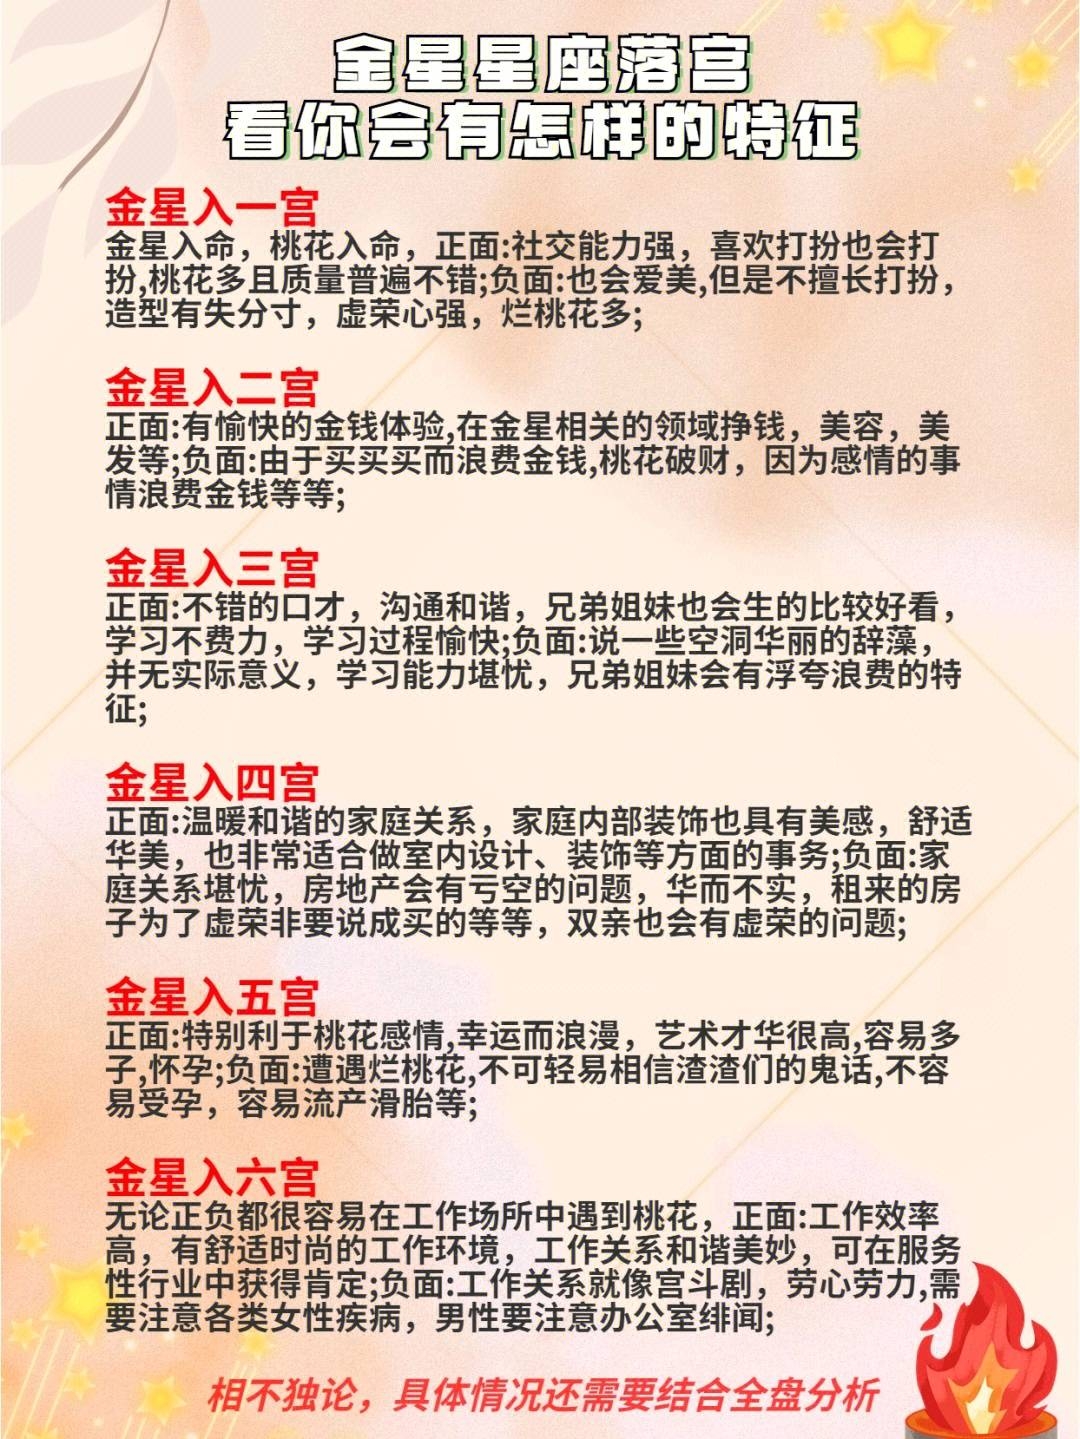 金星星座落宫
看你会有怎样的特征
金星入一宫
金星入命，桃花入命，正面:社交能力强，喜欢打扮也会打
扮,桃花多且质量普遍不错;负面:也会爱美,但是不擅长打扮，
造型有失分寸，虚荣心强，烂桃花多;
金星入二宫
正面:有愉快的金钱体验,在金星相关的领域挣钱，美容，美
发等;负面:由于买买买而浪费金钱,桃花破财，因为感情的事
情浪费金钱等等;
金星入三宫
正面:不错的口才，沟通和谐，兄弟姐妹也会生的比较好看，
学习不费力，学习过程愉快;负面:说一些空洞华丽的辞藻，
并无实际意义，学习能力堪忧，兄弟姐妹会有浮夸浪费的特
征;
金星入四宫
正面:温暖和谐的家庭关系，家庭内部装饰也具有美感，舒适
华美，也非常适合做室内设计、装饰等方面的事务;负面:家
庭关系堪忧，房地产会有亏空的问题，华而不实，租来的房
子为了虚荣非要说成买的等等，双亲也会有虚荣的问题;
金星入五宫
正面:特别利于桃花感情,幸运而浪漫，艺术才华很高,容易多
子,怀孕;负面:遭遇烂桃花,不可轻易相信渣渣们的鬼话,不容
易受孕，容易流产滑胎等;
金星入六宫
无论正负都很容易在工作场所中遇到桃花，正面:工作效率
高，有舒适时尚的工作环境，工作关系和谐美妙，可在服务
性行业中获得肯定;负面:工作关系就像宫斗剧，劳心劳力,需
要注意各类女性疾病，男性要注意办公室绯闻;
相不独论，具体情况还需要结合全盘分析